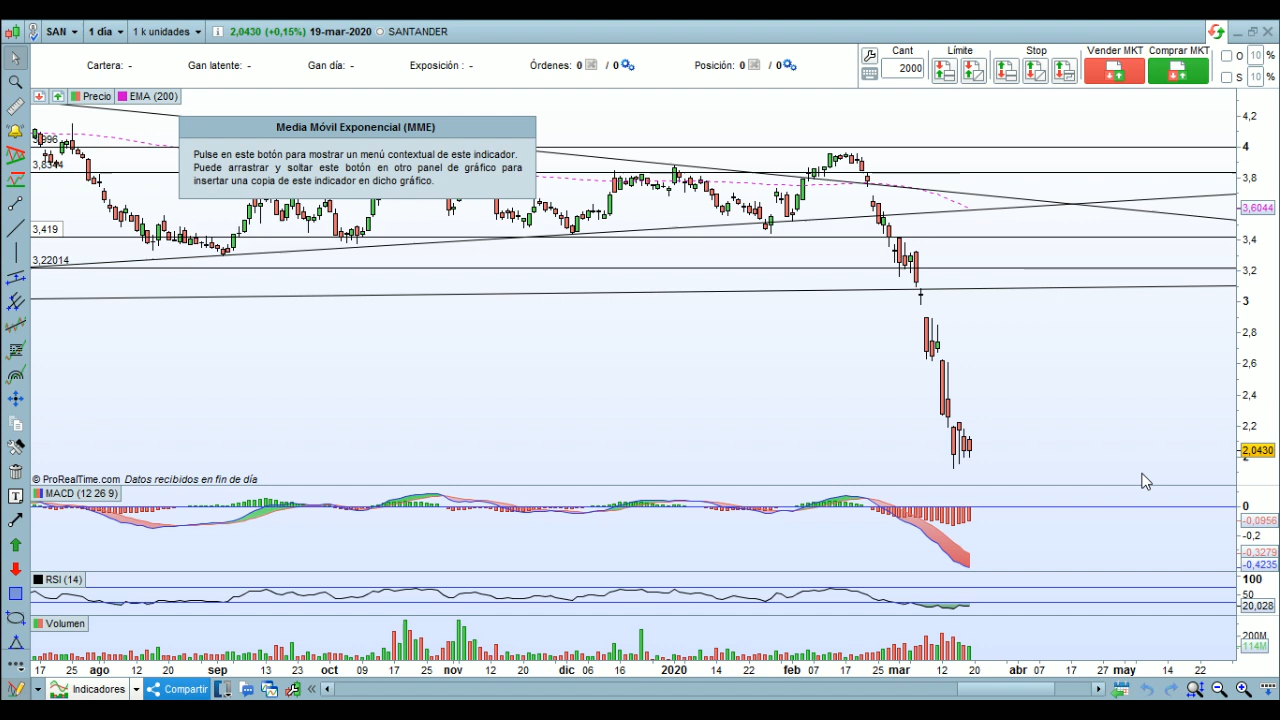 SAN 1 día 1 k unidades i 2,0430 (+0,15%) 19-mar-2020 SANTANDER
Cartera: - Gan latente: - Gan día: - Exposición : - Órdenes: 0 / 0 Posición: 0 / 0
Cant Límite Stop Vender MKT Comprar MKT O 10 %
2000 S 10 %
Precio EMA (200)
Media Móvil Exponencial (MME)
Pulse en este botón para mostrar un menú contextual de este indicador.
Puede arrastrar y soltar este botón en otro panel de gráfico para
insertar una copia de este indicador en dicho gráfico.
3,996
3,8344
3,419
3,22014
4,2
4
3,8
3,6044
3,4
3,2
3
2,8
2,6
2,4
2,2
2,0430
© ProRealTime.com Datos recibidos en fin de día
MACD (12 26 9)
0
-0,0956
-0,2
-0,3279
-0,4235
RSI (14)
100
50
20,028
Volumen
200M
114M
17 25 ago 12 20 sep 13 23 oct 09 17 25 nov 12 20 dic 06 16 2020 14 22 feb 07 17 25 mar 12 20 abr 07 17 27 may 14 22
Indicadores Compartir